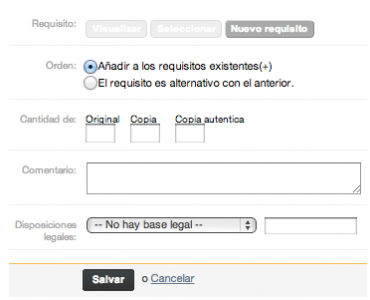 Requisito: Visualizar Seleccionar Nuevo requisito
Orden: Añadir a los requisitos existentes(+)
El requisito es alternativo con el anterior.
Cantidad de: Original Copia Copia autentica
Comentario:
Disposiciones legales: -- No hay base legal --
Salvar o Cancelar